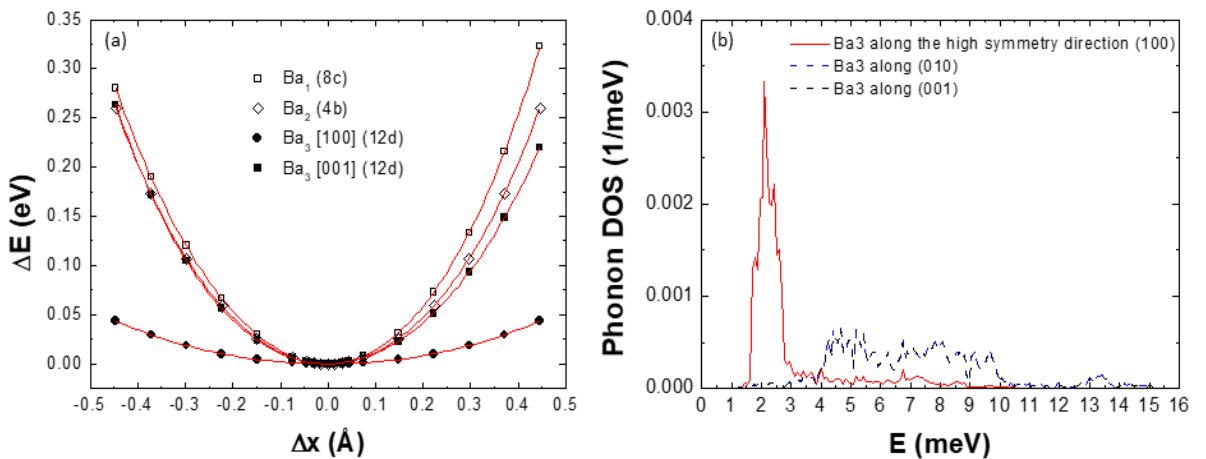 (a)
0.35
0.30
0.25
0.20
0.15
0.10
0.05
0.00
ΔE (eV)
Ba1 (8c)
Ba2 (4b)
Ba3 [100] (12d)
Ba3 [001] (12d)
-0.5 -0.4 -0.3 -0.2 -0.1 0.0 0.1 0.2 0.3 0.4 0.5
Δx (Å)
(b)
0.004
0.003
0.002
0.001
0.000
Phonon DOS (1/meV)
Ba3 along the high symmetry direction (100)
Ba3 along (010)
Ba3 along (001)
0 1 2 3 4 5 6 7 8 9 10 11 12 13 14 15 16
E (meV)